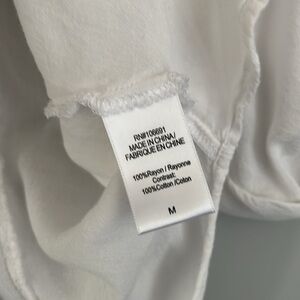 RN#106691
MADE IN CHINA/
FABRIQUE EN CHINE
100%Rayon / Rayonne
Contrast:
100%Cotton /Coton
M